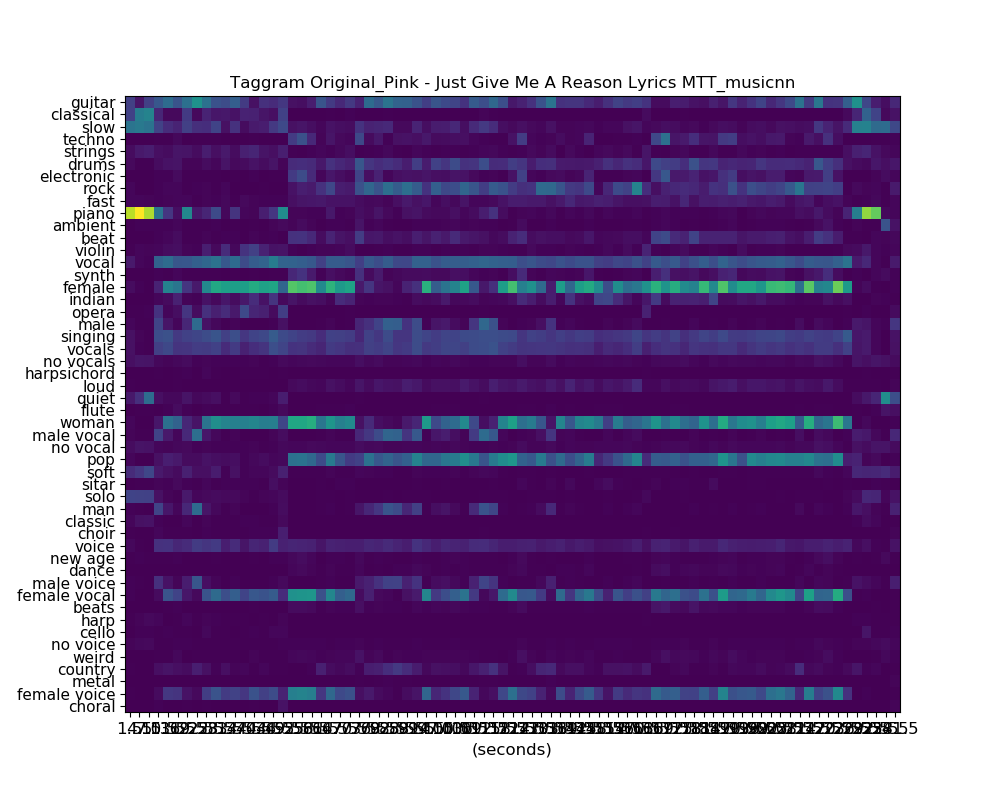 Taggram Original_Pink - Just Give Me A Reason Lyrics MTT_musicnn
guitar
classical
slow
techno
strings
drums
electronic
rock
fast
piano
ambient
beat
violin
vocal
synth
female
indian
opera
male
singing
vocals
no vocals
harpsichord
loud
quiet
flute
woman
male vocal
no vocal
pop
soft
sitar
solo
man
classic
choir
voice
new age
dance
male voice
female vocal
beats
harp
cello
no voice
weird
country
metal
female voice
choral
(seconds)